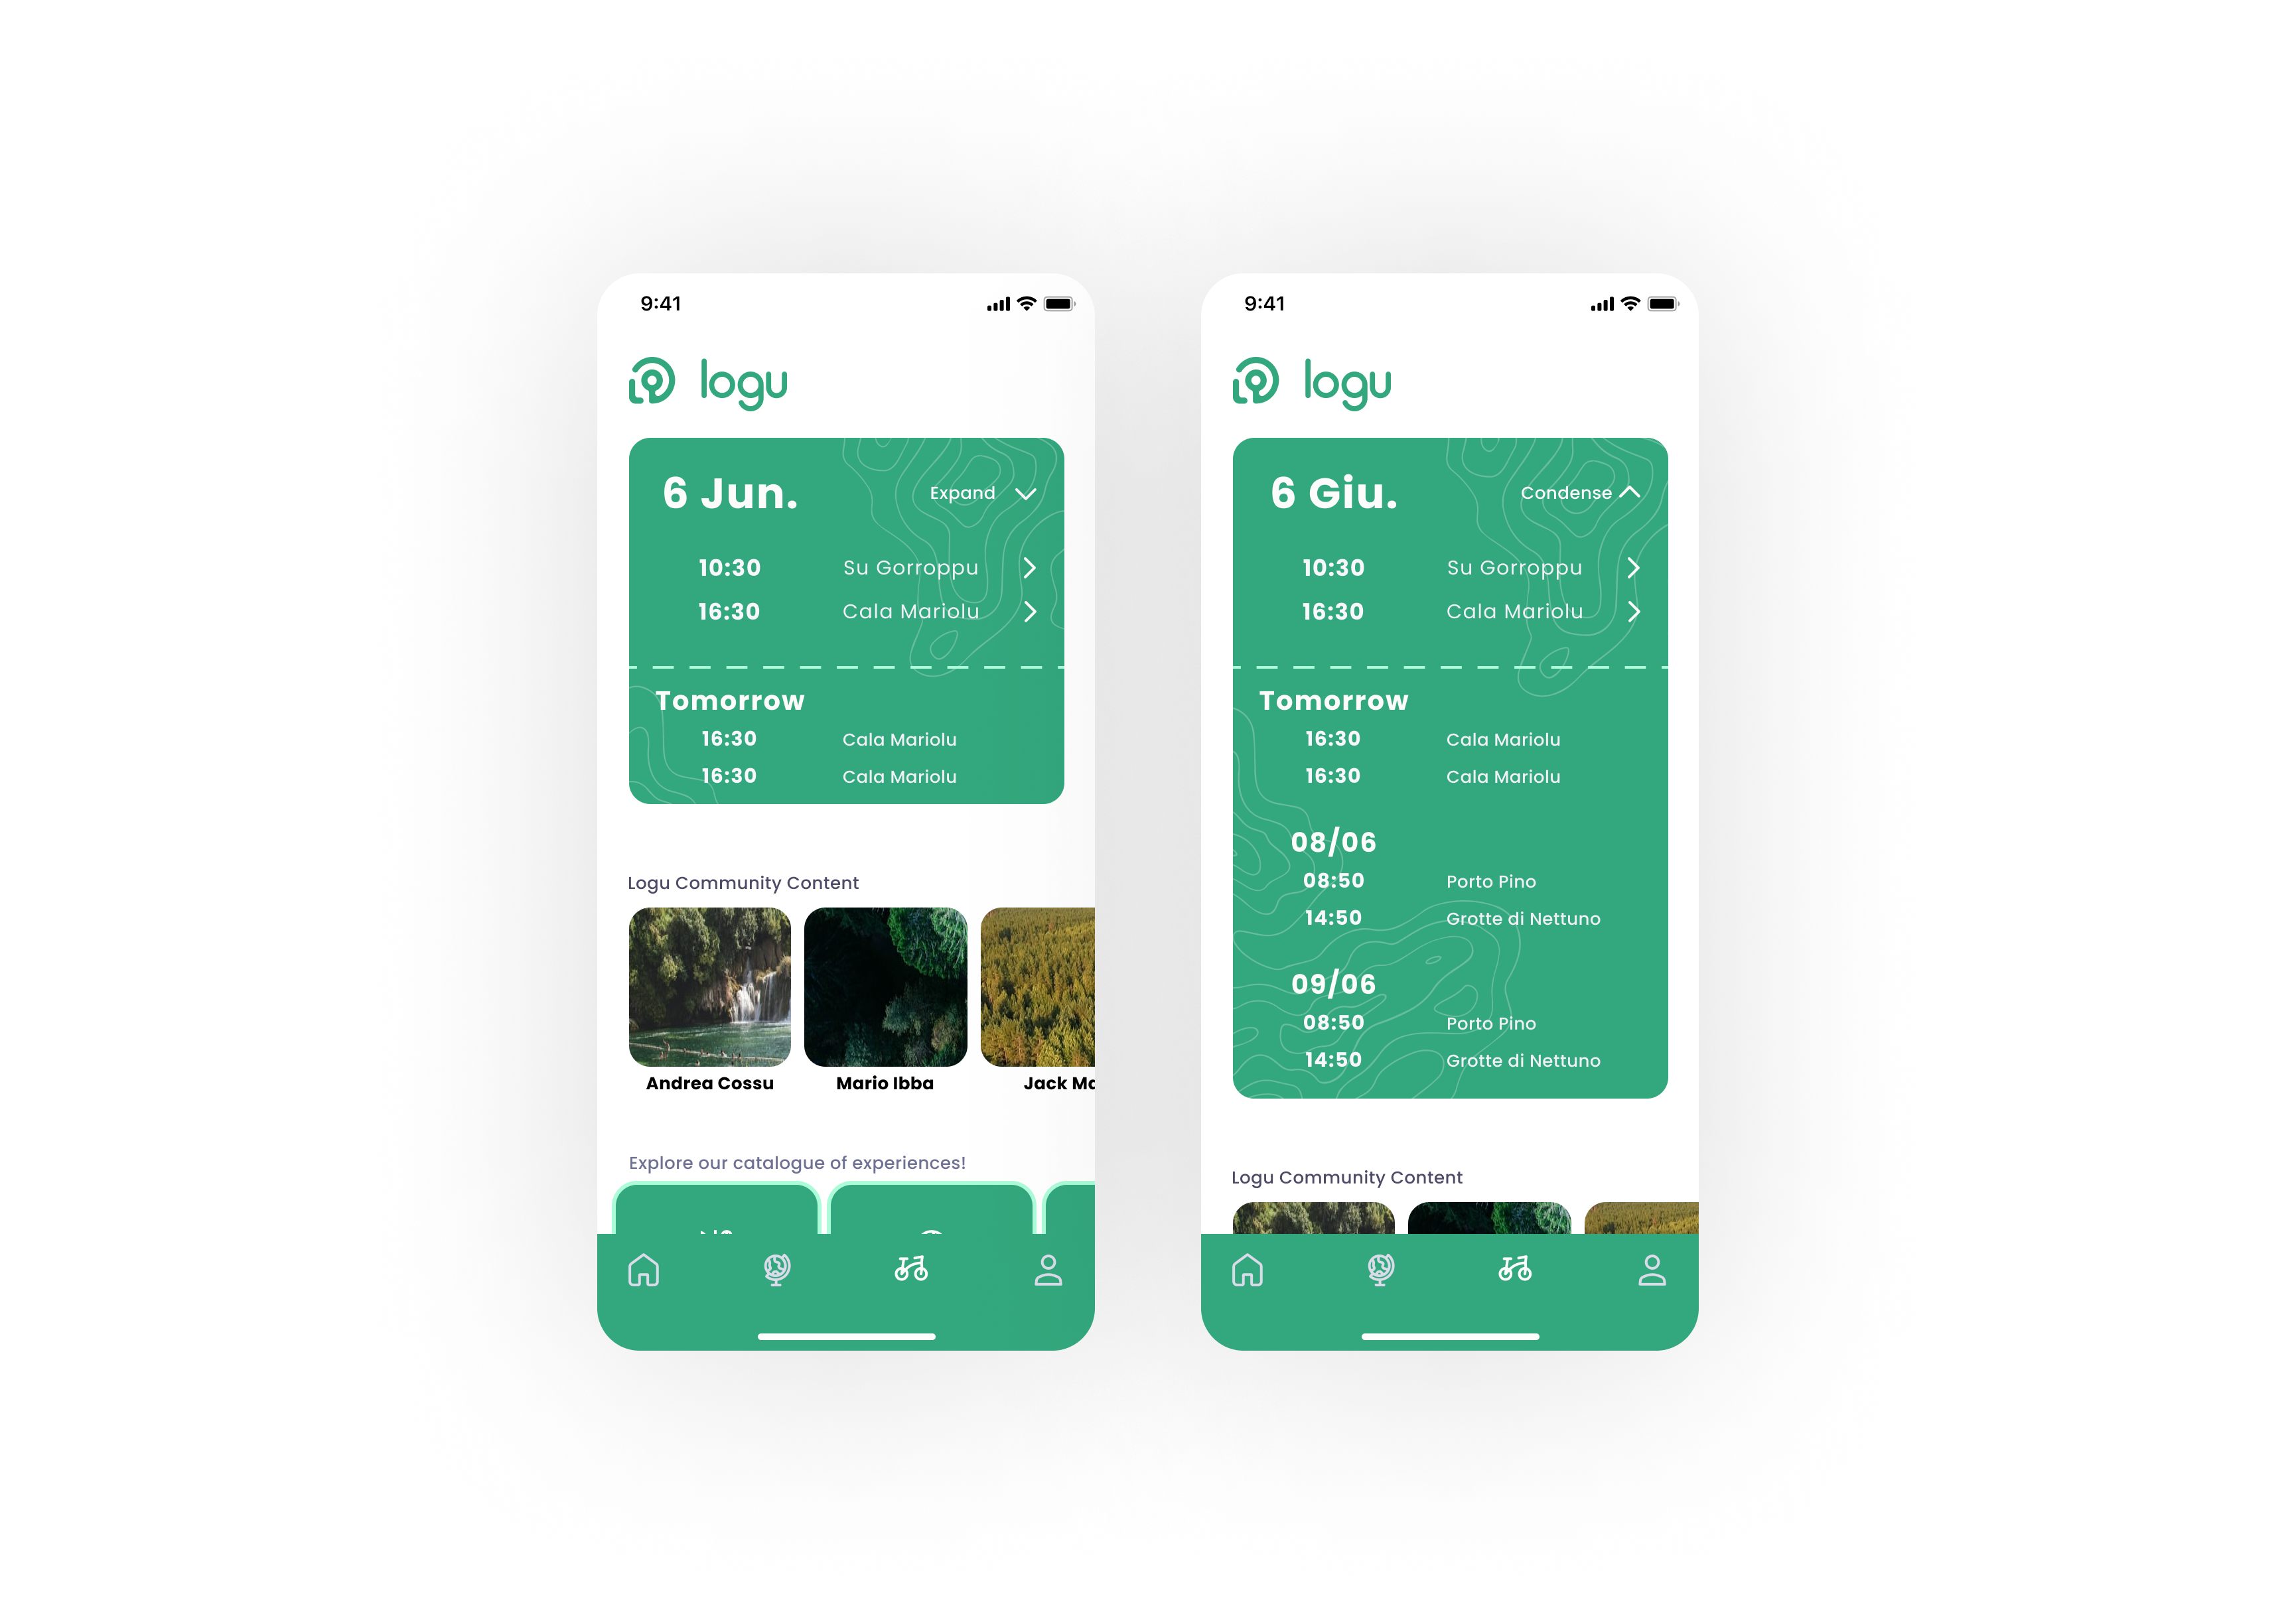 9:41
logu
6 Jun.
Expand
10:30 Su Gorroppu
16:30 Cala Mariolu
Tomorrow
16:30 Cala Mariolu
16:30 Cala Mariolu
Logu Community Content
Andrea Cossu Mario Ibba Jack Ma
Explore our catalogue of experiences!
9:41
logu
6 Giu.
Condense
10:30 Su Gorroppu
16:30 Cala Mariolu
Tomorrow
16:30 Cala Mariolu
16:30 Cala Mariolu
08/06
08:50 Porto Pino
14:50 Grotte di Nettuno
09/06
08:50 Porto Pino
14:50 Grotte di Nettuno
Logu Community Content